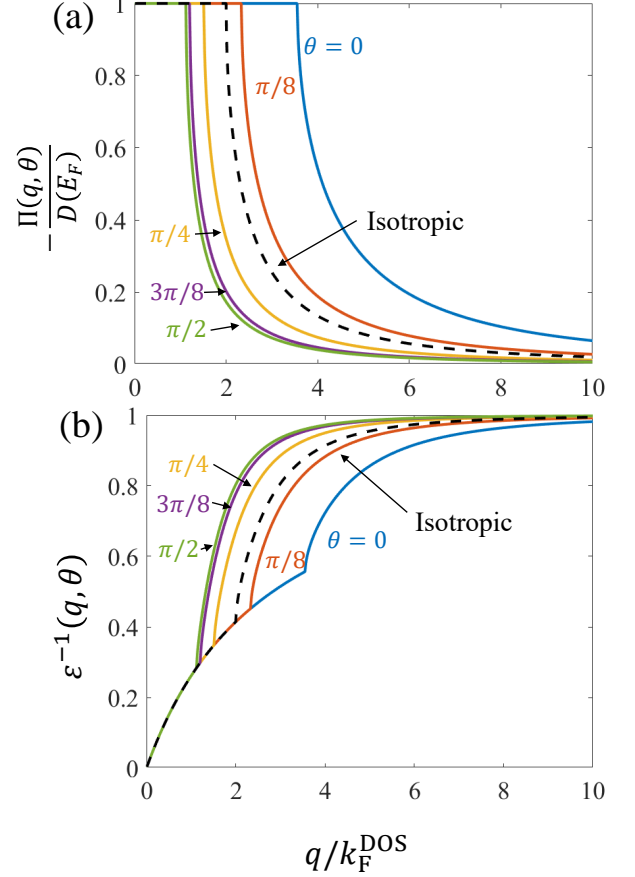 (a)
1
0.8
0.6
0.4
0.2
0
− Π(q, θ) / D(E_F)
θ = 0
π/8
Isotropic
π/4
3π/8
π/2
0 2 4 6 8 10
(b)
1
0.8
0.6
0.4
0.2
0
ε⁻¹(q, θ)
π/4
3π/8
π/2
Isotropic
θ = 0
π/8
0 2 4 6 8 10
q/k_F^DOS